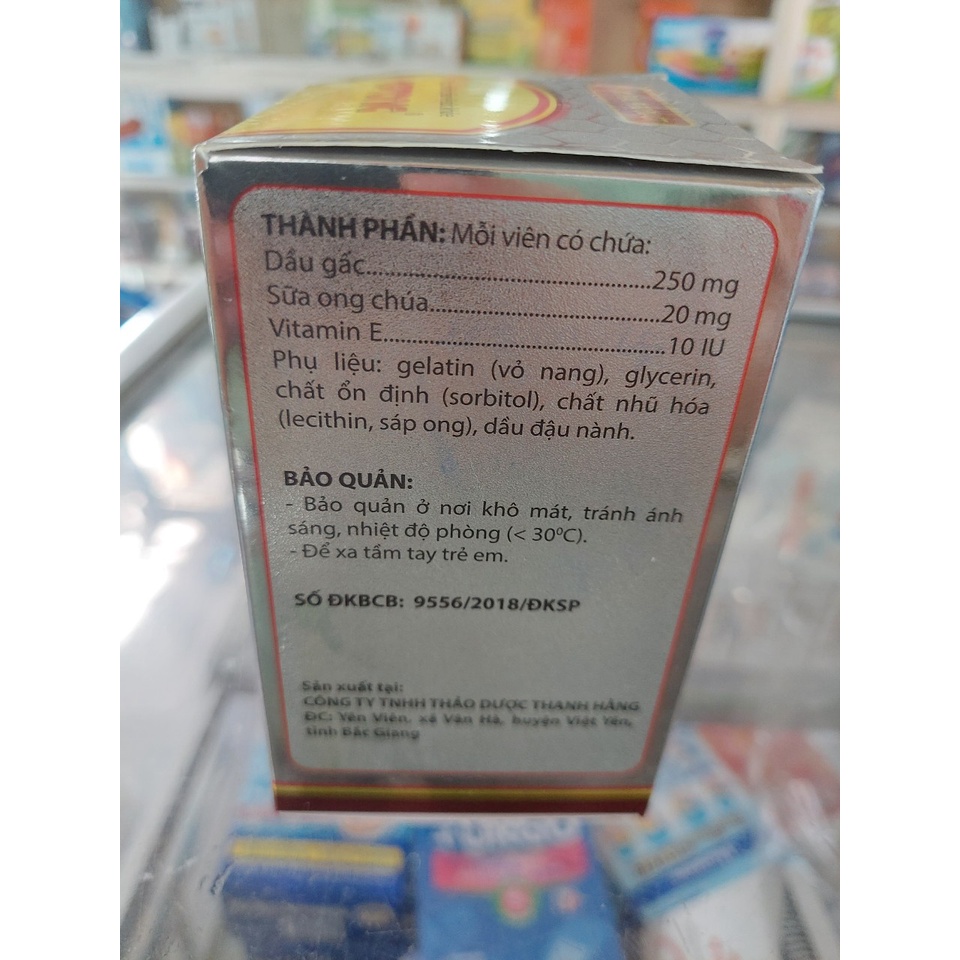 THÀNH PHẦN: Mỗi viên có chứa:
Dầu gấc..................................................250 mg
Sữa ong chúa........................................20 mg
Vitamin E.................................................10 IU
Phụ liệu: gelatin (vỏ nang), glycerin,
chất ổn định (sorbitol), chất nhũ hóa
(lecithin, sáp ong), dầu đậu nành.
BẢO QUẢN:
- Bảo quản ở nơi khô mát, tránh ánh
sáng, nhiệt độ phòng (< 30⁰C).
- Để xa tầm tay trẻ em.
SỐ ĐKBCB: 9556/2018/ĐKSP
Sản xuất tại:
CÔNG TY TNHH THẢO DƯỢC THANH HẰNG
ĐC: Yên Viên, xã Vân Hà, huyện Việt Yên,
tỉnh Bắc Giang